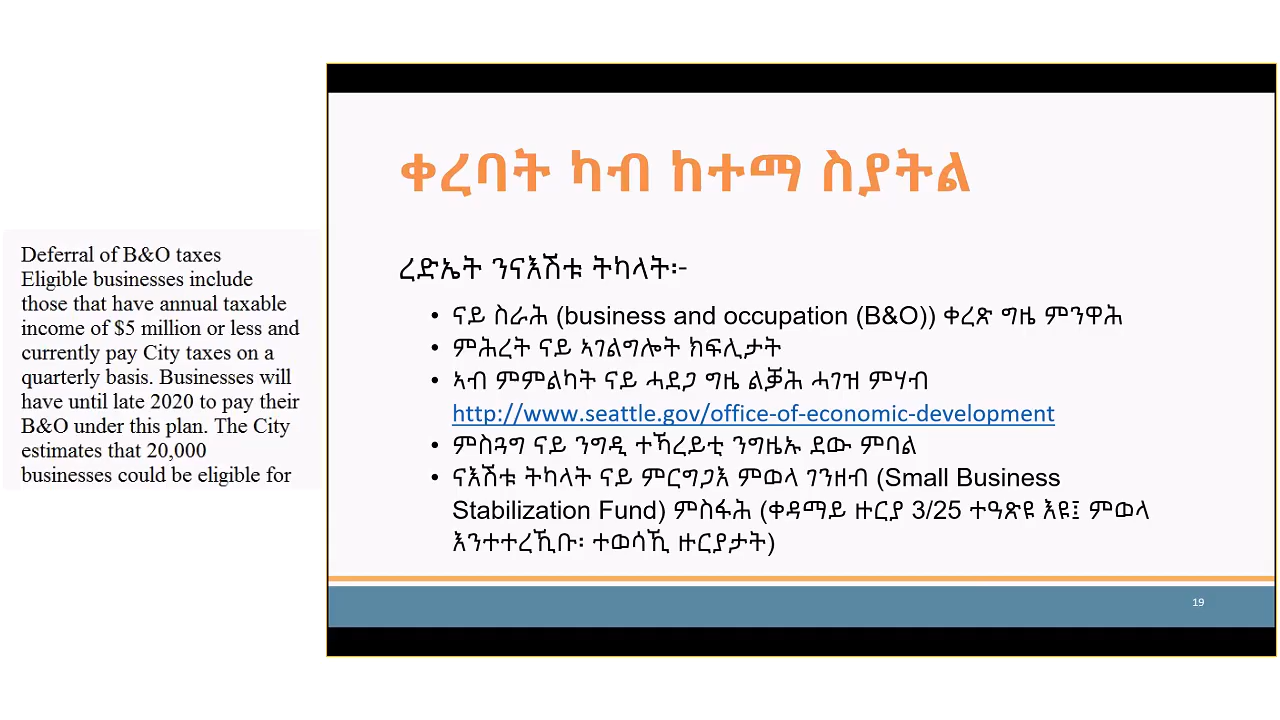 Deferral of B&O taxes
Eligible businesses include
those that have annual taxable
income of $5 million or less and
currently pay City taxes on a
quarterly basis. Businesses will
have until late 2020 to pay their
B&O under this plan. The City
estimates that 20,000
businesses could be eligible for
ቀረባት ካብ ከተማ ስያትል
ረድኤት ንናእሽቱ ትካላት፡-
• ናይ ስራሕ (business and occupation (B&O)) ቀረጽ ግዜ ምንዋሕ
• ምሕረት ናይ ኣገልግሎት ክፍሊታት
• ኣብ ምምልካት ናይ ሓደጋ ግዜ ልቓሕ ሓገዝ ምሃብ
http://www.seattle.gov/office-of-economic-development
• ምስጓግ ናይ ንግዲ ተኻረይቲ ንግዜኡ ደው ምባል
• ናእሽቱ ትካላት ናይ ምርግጋእ ምወላ ገንዘብ (Small Business
Stabilization Fund) ምስፋሕ (ቀዳማይ ዙርያ 3/25 ተዓጽዩ እዩ፤ ምወላ
እንተተረኺቡ፡ ተወሳኺ ዙርያታት)
19